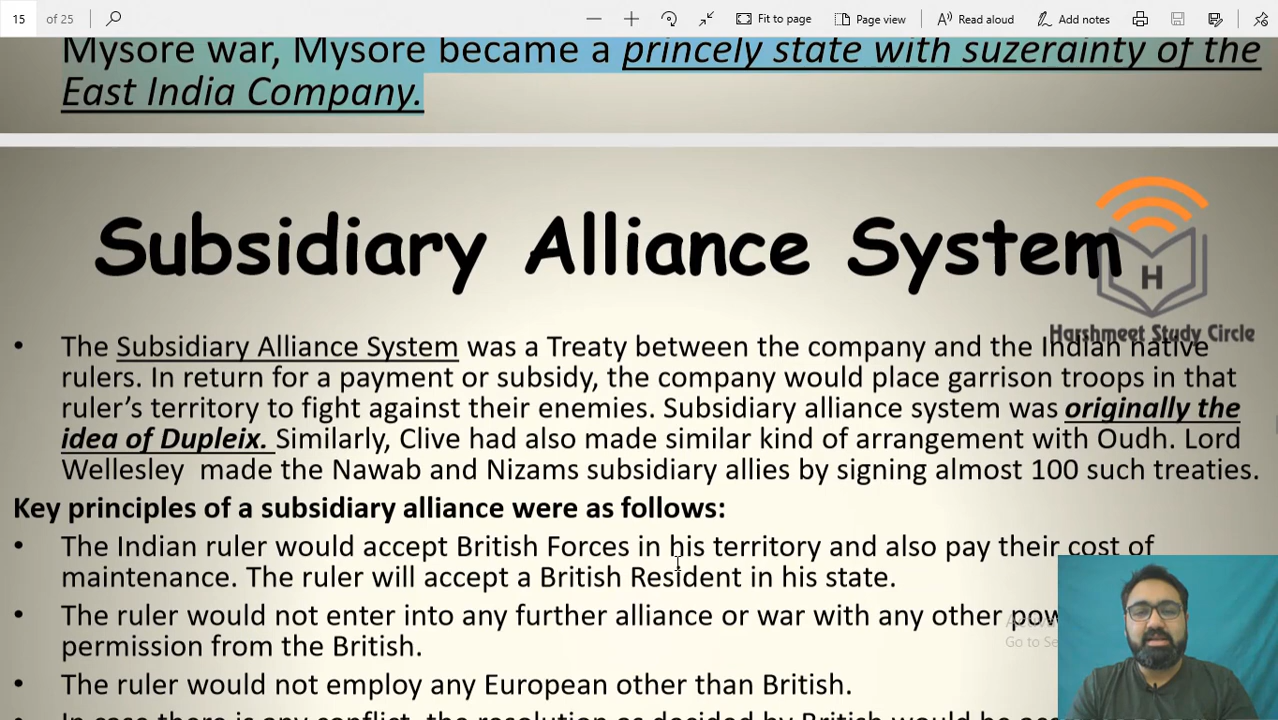 15 of 25 Fit to page Page view Read aloud Add notes
Mysore war, Mysore became a princely state with suzerainty of the
East India Company.
Subsidiary Alliance System
H
Harshmeet Study Circle
• The Subsidiary Alliance System was a Treaty between the company and the Indian native
rulers. In return for a payment or subsidy, the company would place garrison troops in that
ruler’s territory to fight against their enemies. Subsidiary alliance system was originally the
idea of Dupleix. Similarly, Clive had also made similar kind of arrangement with Oudh. Lord
Wellesley made the Nawab and Nizams subsidiary allies by signing almost 100 such treaties.
Key principles of a subsidiary alliance were as follows:
• The Indian ruler would accept British Forces in his territory and also pay their cost of
maintenance. The ruler will accept a British Resident in his state.
• The ruler would not enter into any further alliance or war with any other
permission from the British.
Go to
• The ruler would not employ any European other than British.
• In case there is any conflict, the resolution as decided by British would be